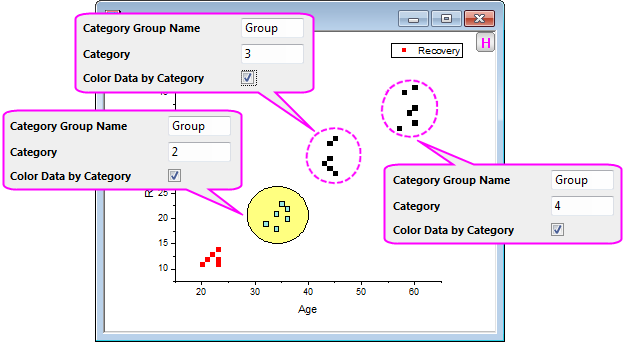 Category Group Name Group
Category 3
Color Data by Category
Category Group Name Group
Category 2
Color Data by Category
Category Group Name Group
Category 4
Color Data by Category
Recovery
H
R
25
20
15
10
20 30 40 50 60
Age